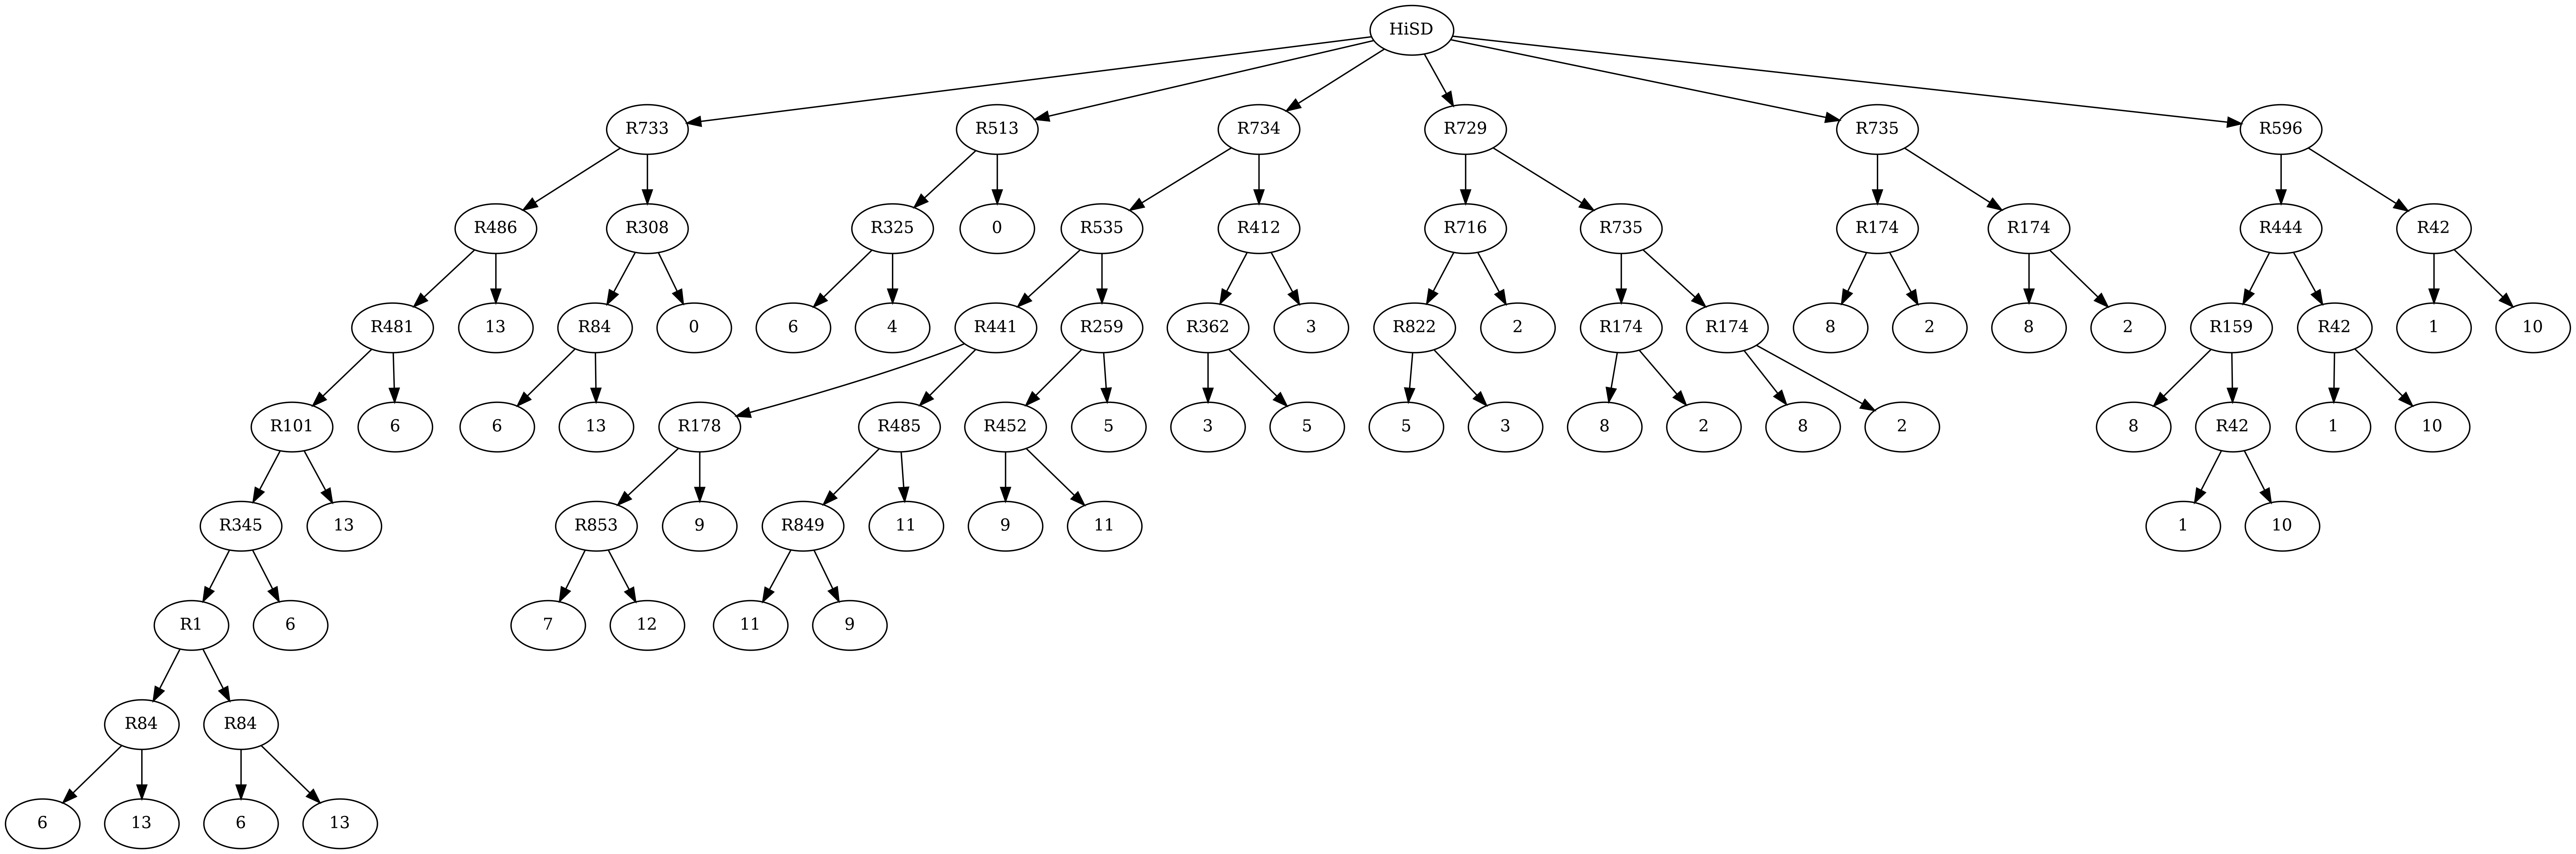 HiSD
R733 R513 R734 R729 R735 R596
R486 R308 R325 0 R535 R412 R716 R735 R174 R174 R444 R42
R481 13 R84 0 6 4 R441 R259 R362 3 R822 2 R174 R174 8 2 8 2 R159 R42 1 10
R101 6 6 13 R178 R485 R452 5 3 5 5 3 8 2 8 2 8 R42 1 10
R345 13 R853 9 R849 11 9 11 1 10
R1 6 7 12 11 9
R84 R84
6 13 6 13